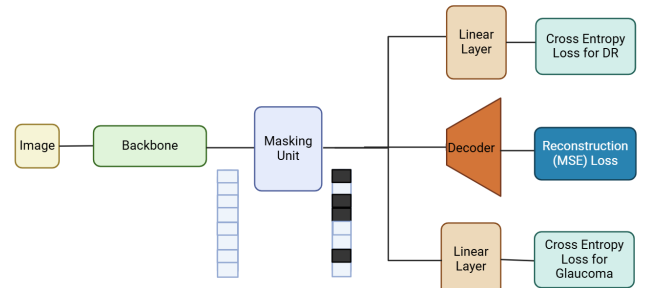 Image
Backbone
Masking
Unit
Linear
Layer
Cross Entropy
Loss for DR
Decoder
Reconstruction
(MSE) Loss
Linear
Layer
Cross Entropy
Loss for
Glaucoma